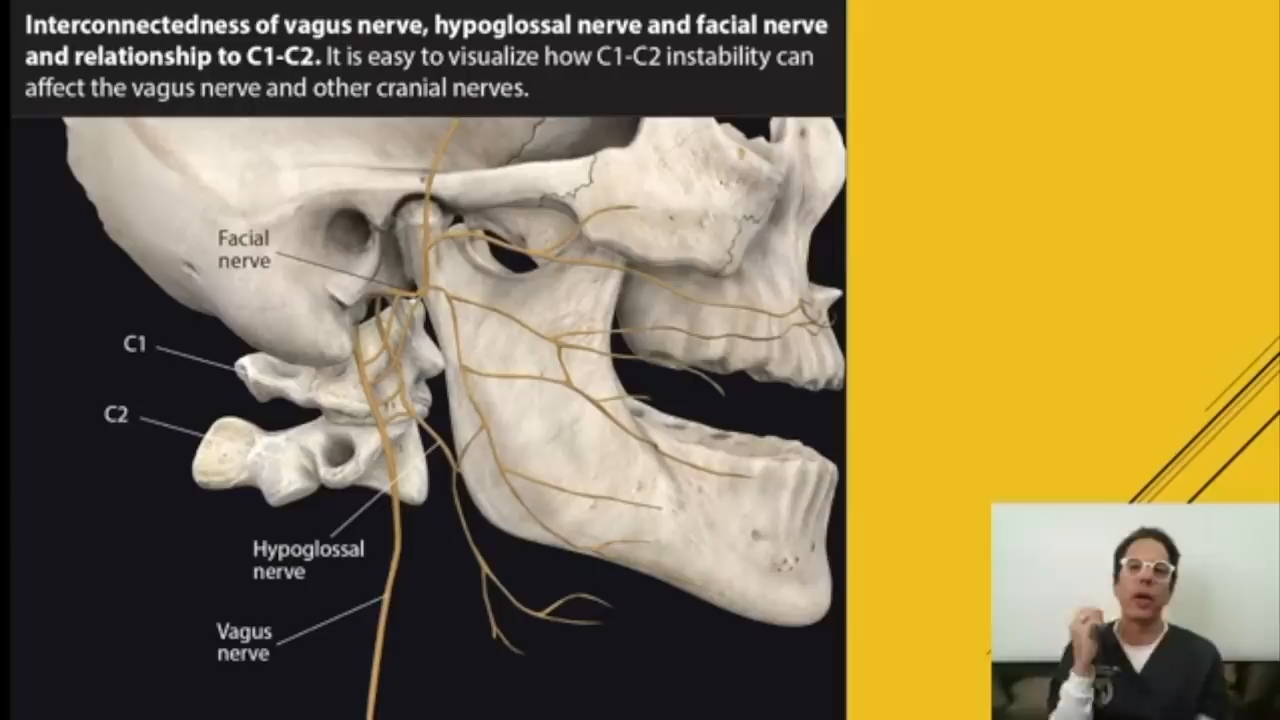 Interconnectedness of vagus nerve, hypoglossal nerve and facial nerve
and relationship to C1-C2. It is easy to visualize how C1-C2 instability can
affect the vagus nerve and other cranial nerves.
Facial
nerve
C1
C2
Hypoglossal
nerve
Vagus
nerve